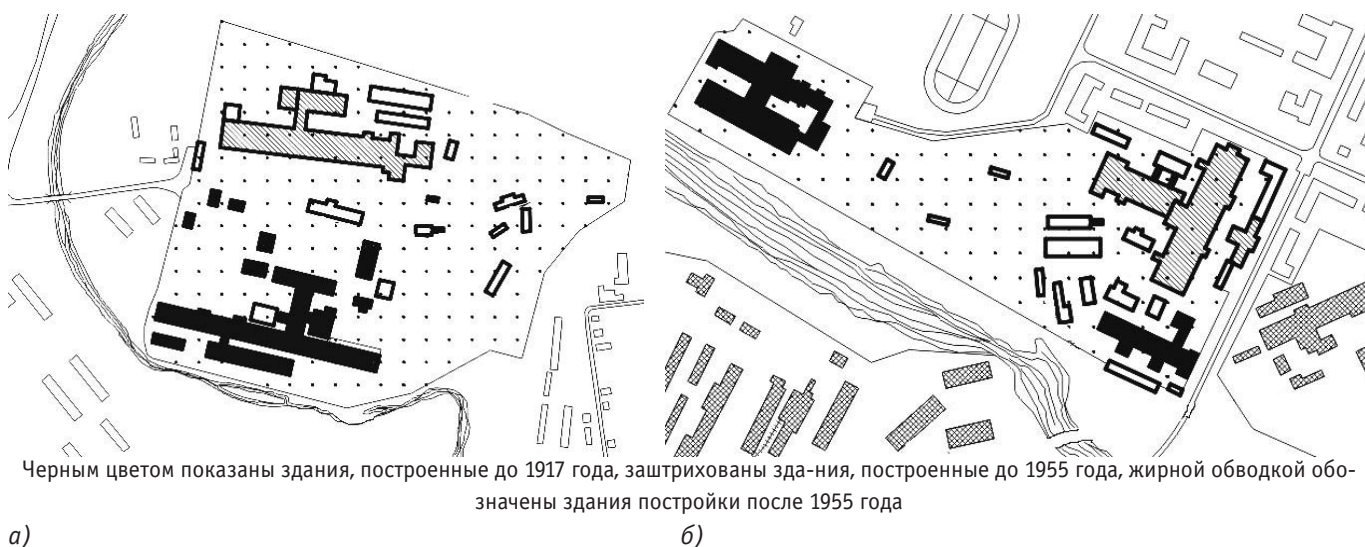 Черным цветом показаны здания, построенные до 1917 года, заштрихованы зда-ния, построенные до 1955 года, жирной обводкой обо-
значены здания постройки после 1955 года
а) б)